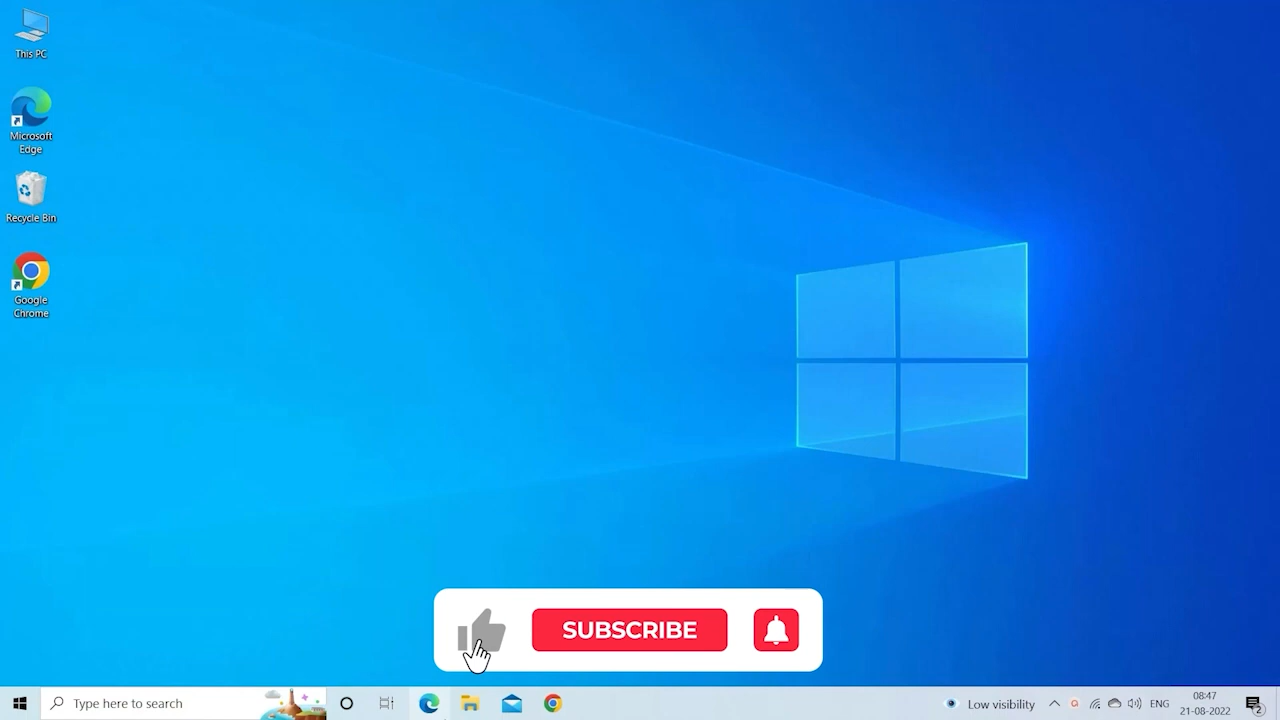 This PC
Microsoft
Edge
Recycle Bin
Google
Chrome
SUBSCRIBE
Type here to search
Low visibility
ENG
08:47
21-08-2022
2